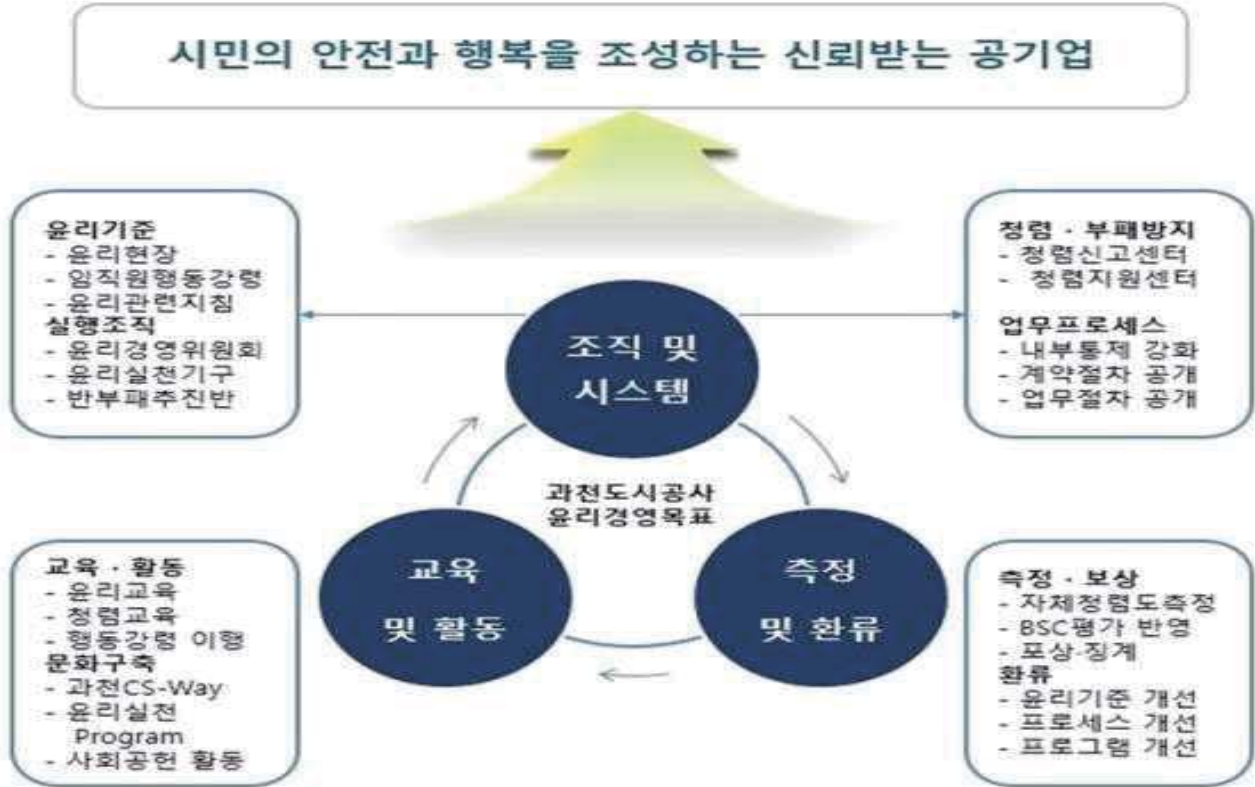 시민의 안전과 행복을 조성하는 신뢰받는 공기업
윤리기준
- 윤리헌장
- 임직원행동강령
- 윤리관련지침
실행조직
- 윤리경영위원회
- 윤리실천기구
- 반부패추진반
청렴 · 부패방지
- 청렴신고센터
- 청렴지원센터
업무프로세스
- 내부통제 강화
- 계약절차 공개
- 업무절차 공개
조직 및
시스템
과천도시공사
윤리경영목표
교육
및 활동
측정
및 환류
교육 · 활동
- 윤리교육
- 청렴교육
- 행동강령 이행
문화구축
- 과천CS-Way
- 윤리실천
Program
- 사회공헌 활동
측정 · 보상
- 자체청렴도측정
- BSC평가 반영
- 포상·징계
환류
- 윤리기준 개선
- 프로세스 개선
- 프로그램 개선